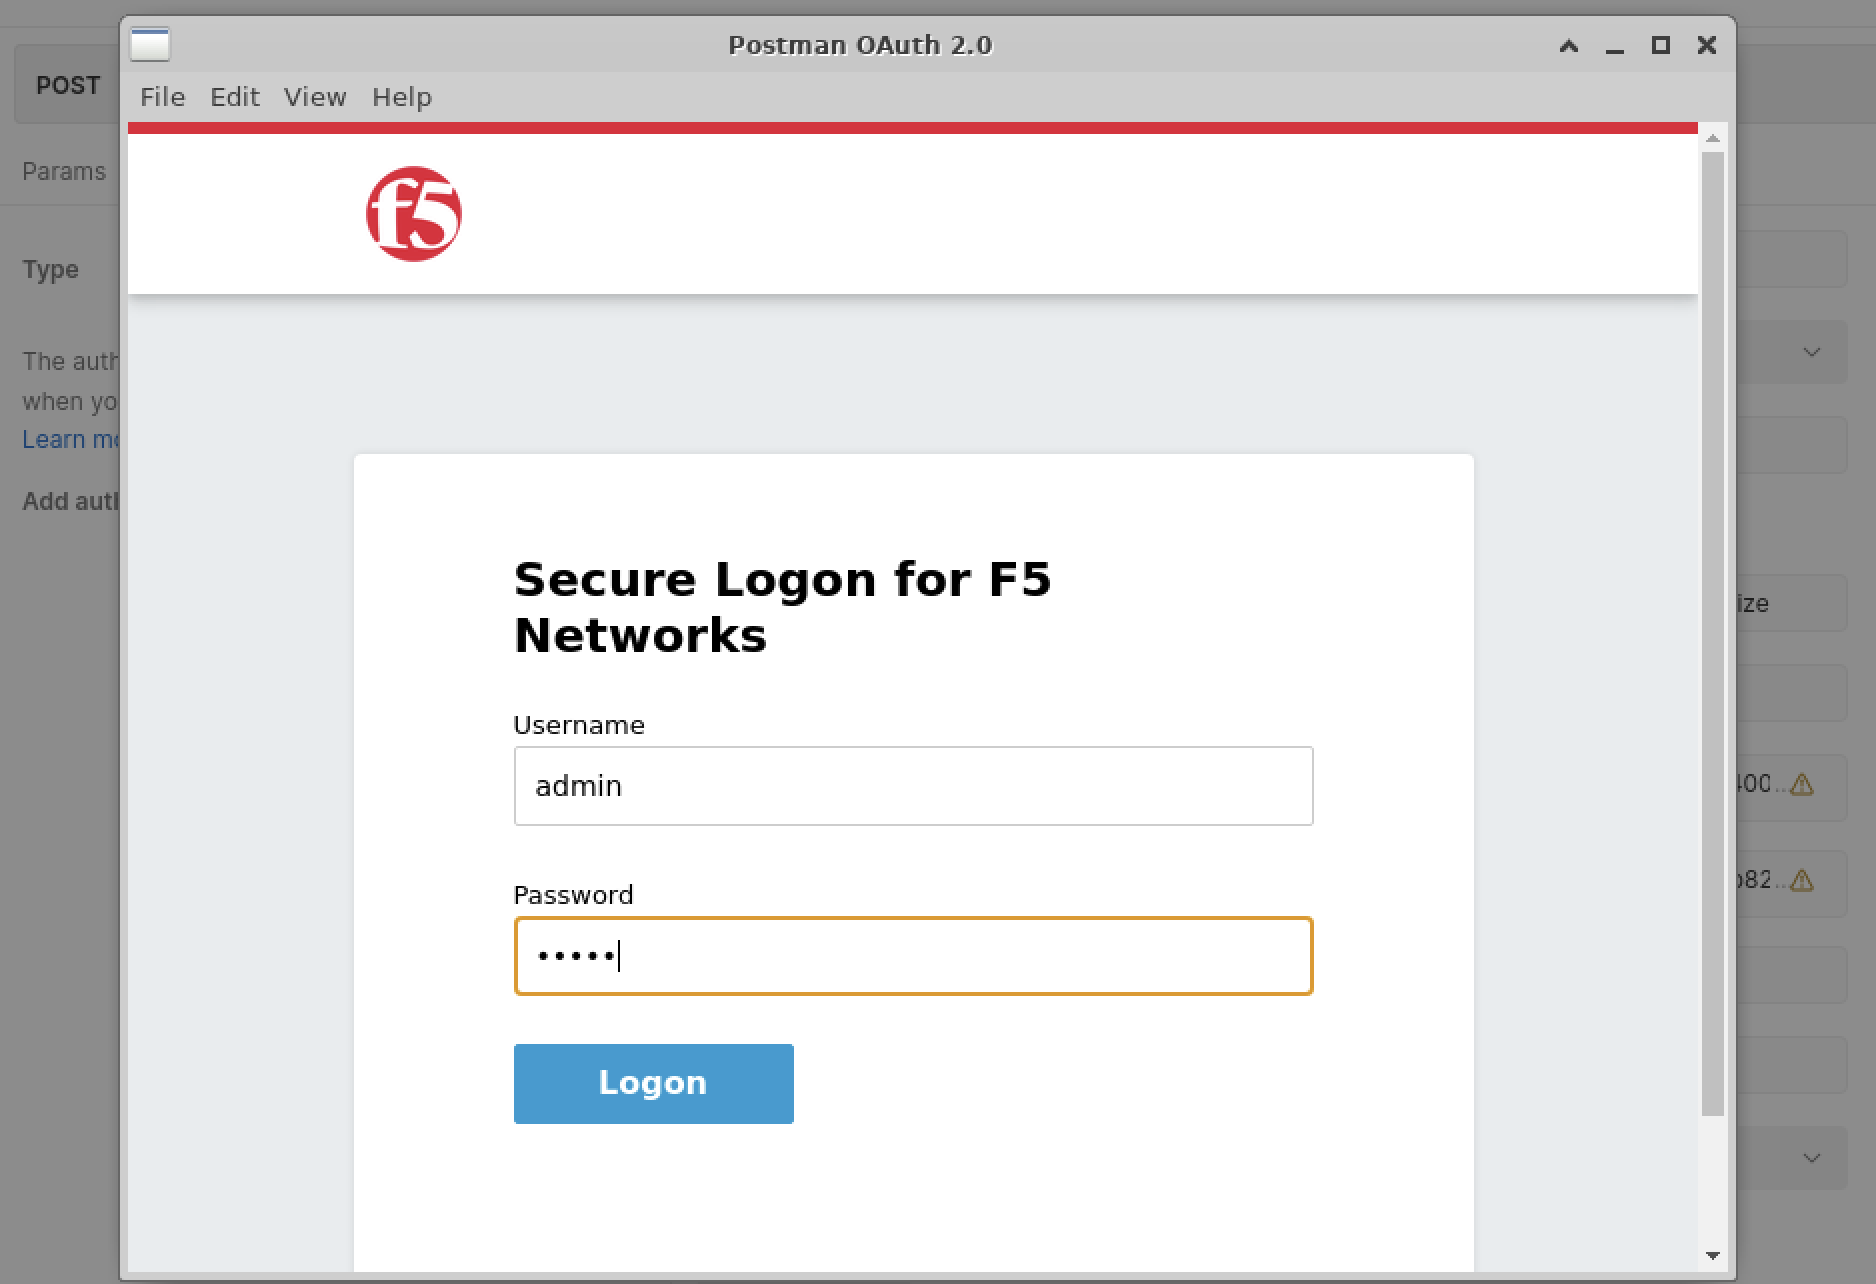 Postman OAuth 2.0
POST
File Edit View Help
Params
f5
Type
The auth
when yo
Learn mo
Add auth
Secure Logon for F5
Networks
ize
Username
admin
400...
Password
b82...
•••••
Logon